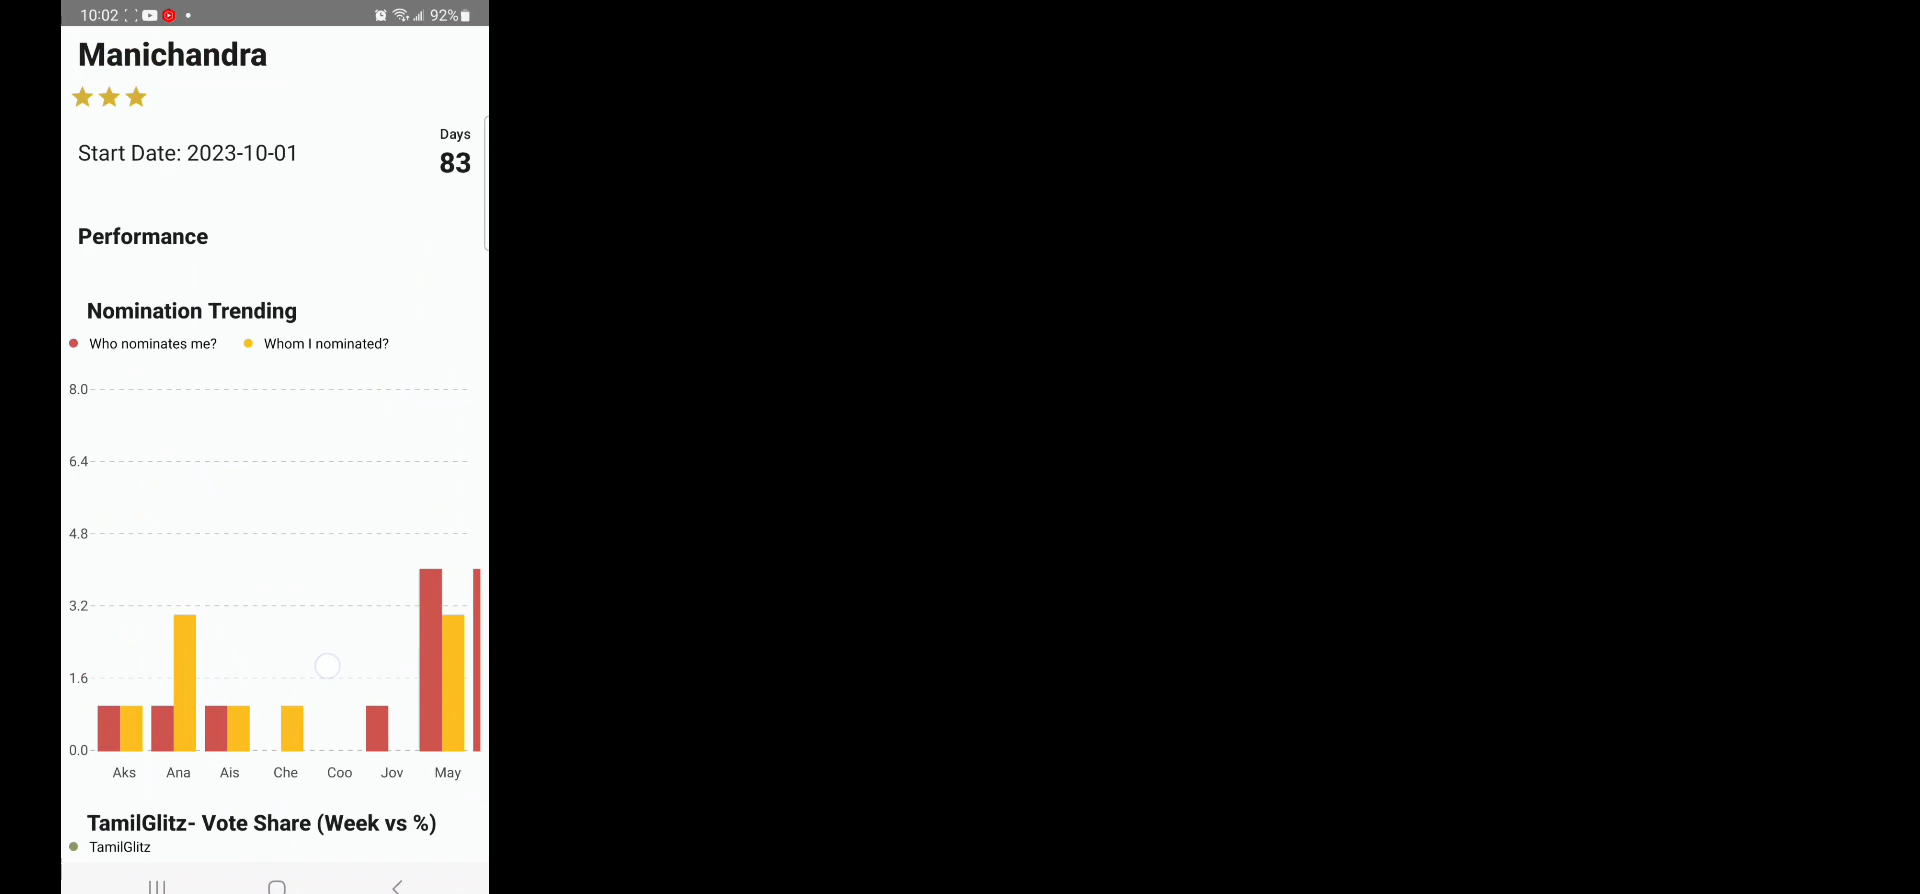 10:02 92%
Manichandra
Days
Start Date: 2023-10-01
83
Performance
Nomination Trending
Who nominates me? Whom I nominated?
8.0
6.4
4.8
3.2
1.6
0.0
Aks Ana Ais Che Coo Jov May
TamilGlitz- Vote Share (Week vs %)
TamilGlitz